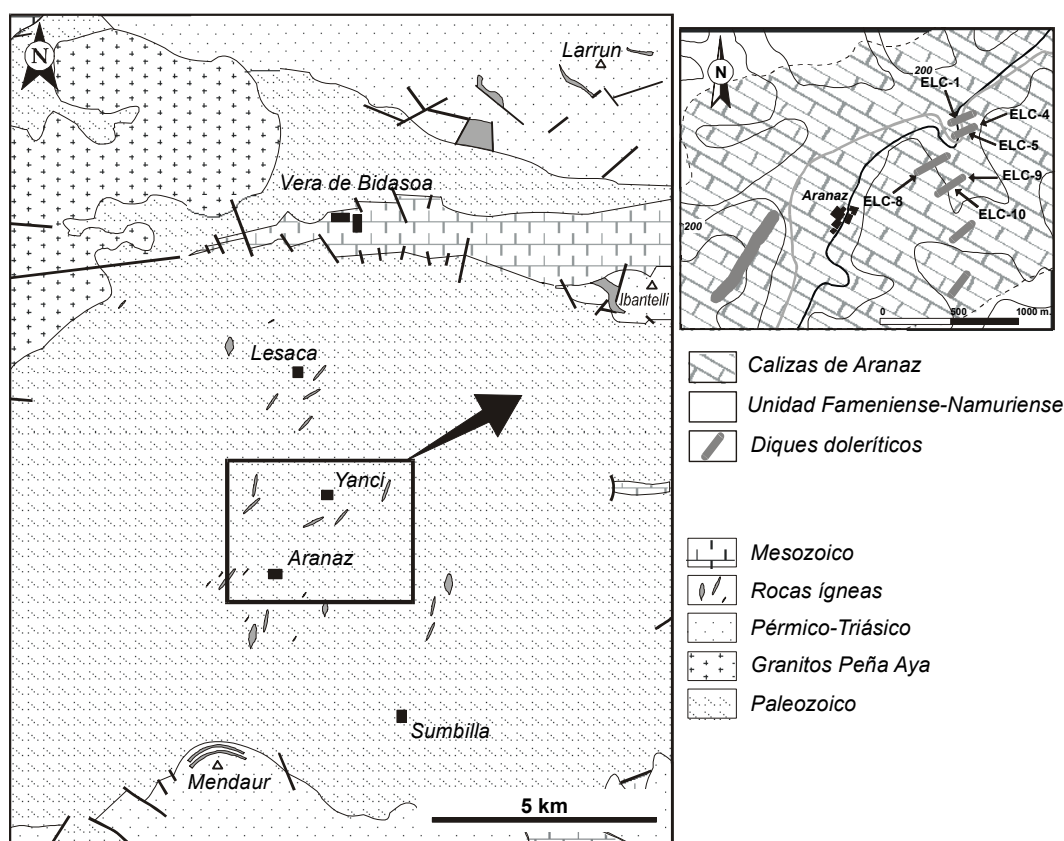 N
Larrun
Vera de Bidasoa
Ibantelli
Lesaca
Yanci
Aranaz
Sumbilla
Mendaur
5 km
N
200
ELC-1
ELC-4
ELC-5
ELC-9
Aranaz
ELC-8
ELC-10
200
0
500
1000 m.
Calizas de Aranaz
Unidad Fameniense-Namuriense
Diques doleríticos
Mesozoico
Rocas ígneas
Pérmico-Triásico
Granitos Peña Aya
Paleozoico